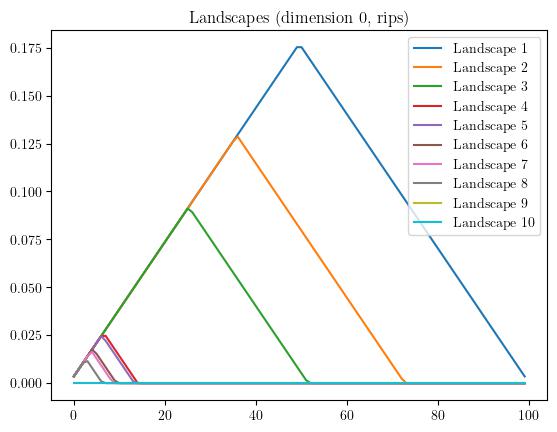 Landscapes (dimension 0, rips)
0.175
0.150
0.125
0.100
0.075
0.050
0.025
0.000
0
20
40
60
80
100
Landscape 1
Landscape 2
Landscape 3
Landscape 4
Landscape 5
Landscape 6
Landscape 7
Landscape 8
Landscape 9
Landscape 10